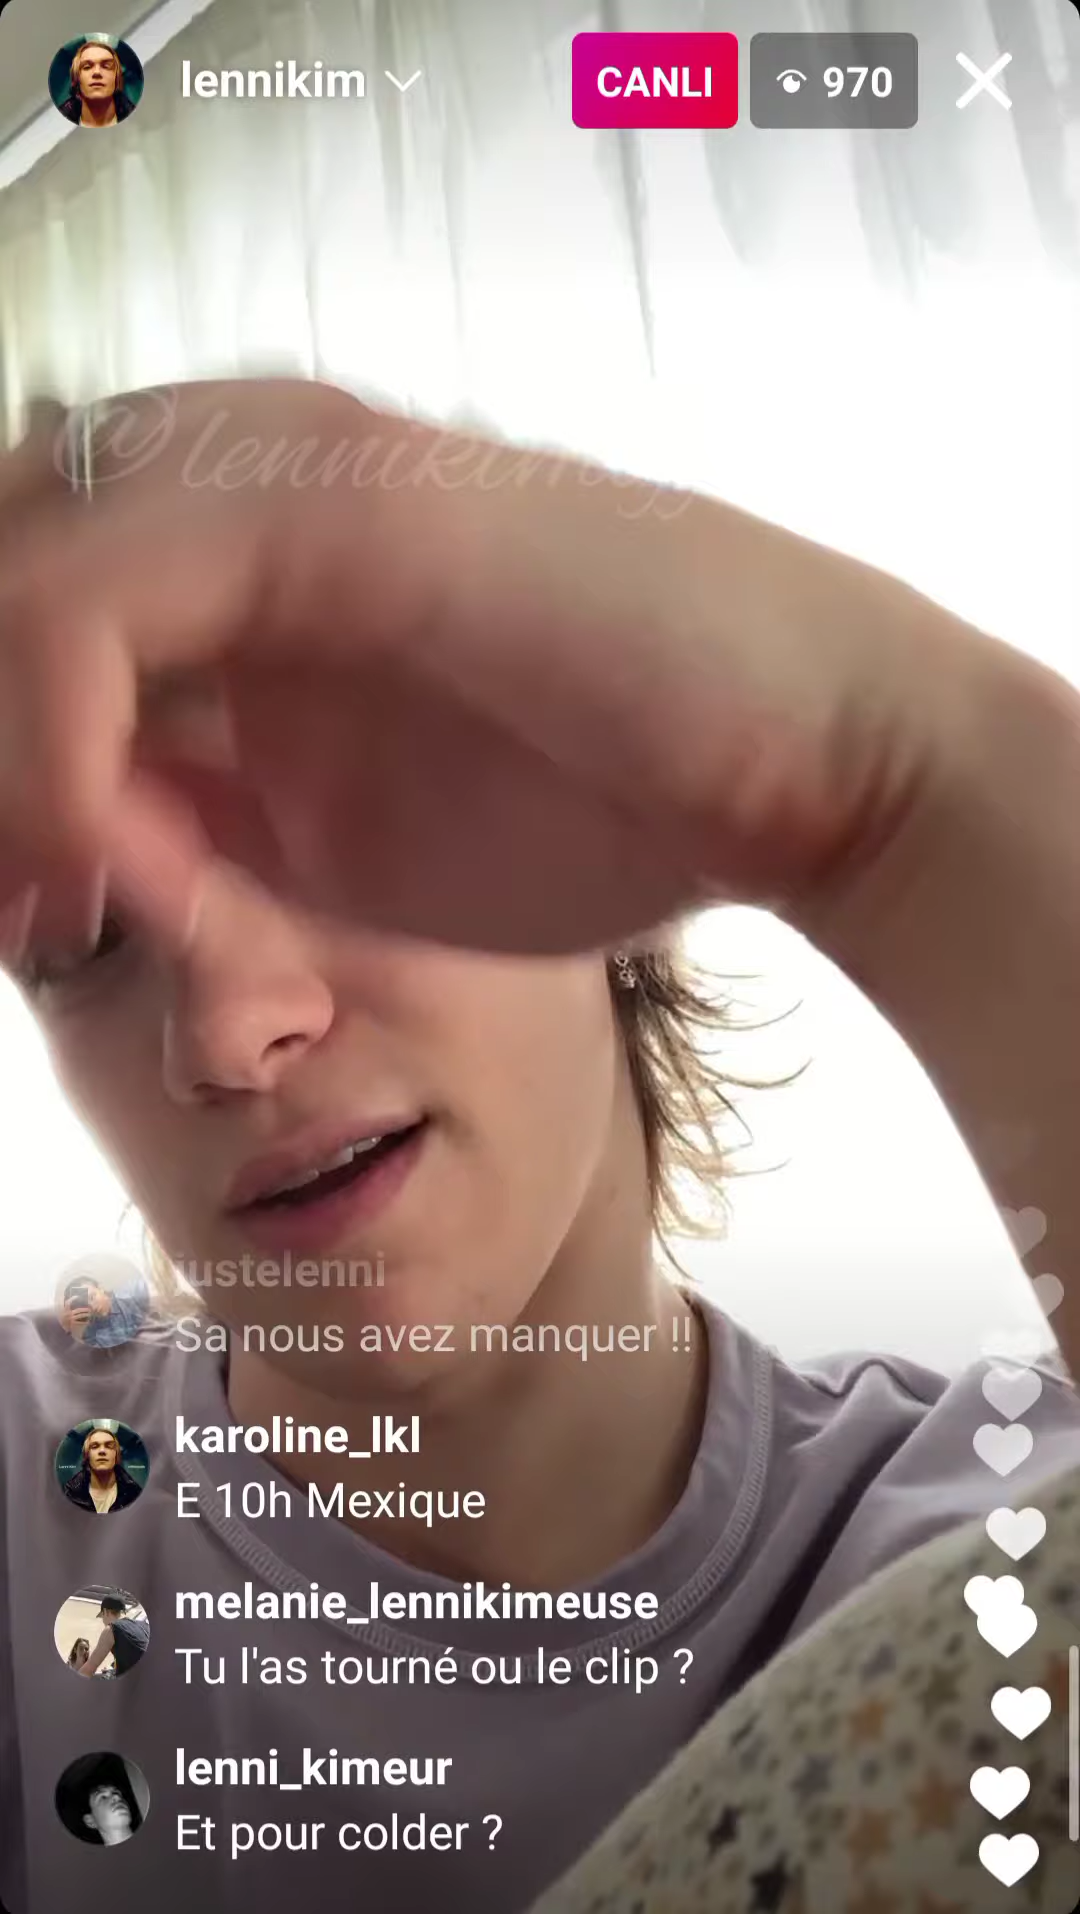 lennikim
CANLI
970
@lennikim
justelenni
Sa nous avez manquer !!
karoline_lkl
E 10h Mexique
melanie_lennikimeuse
Tu l'as tourné ou le clip ?
lenni_kimeur
Et pour colder ?